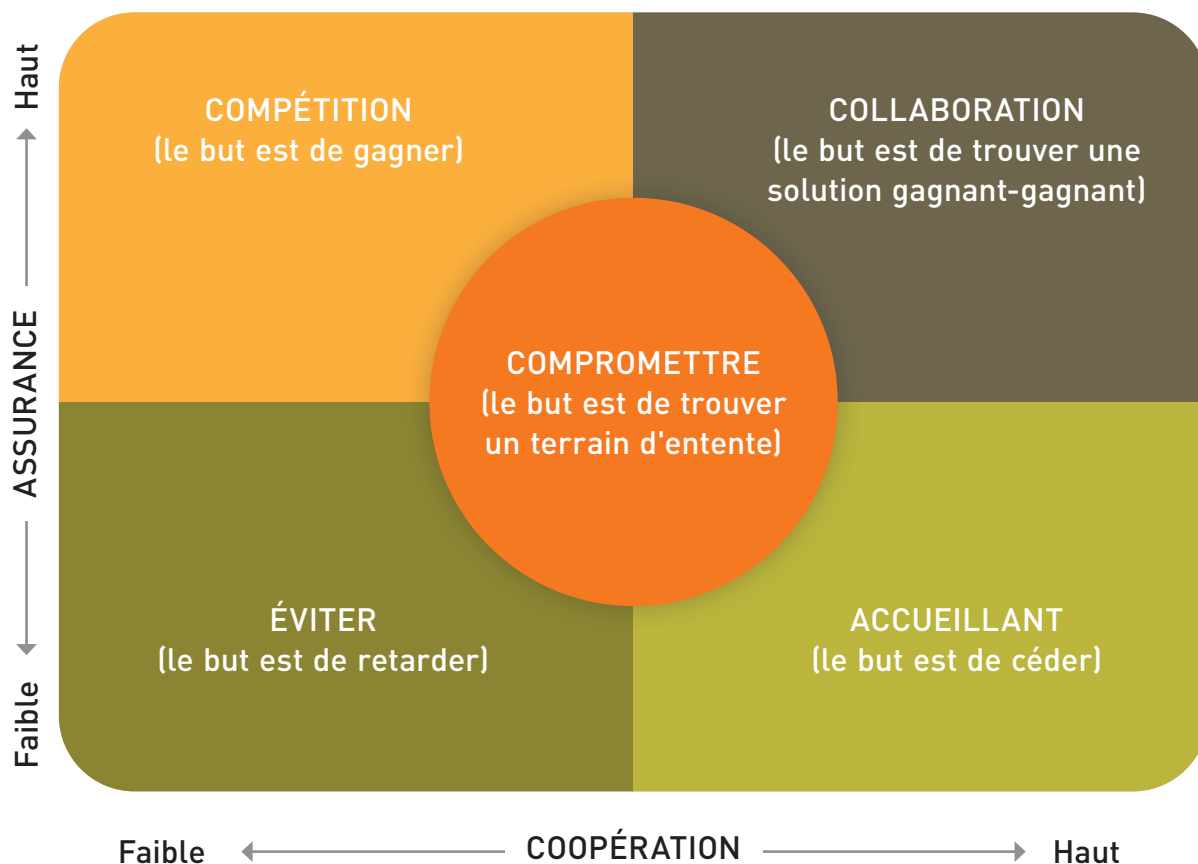 Haut
ASSURANCE
Faible
COMPÉTITION
(le but est de gagner)
COLLABORATION
(le but est de trouver une
solution gagnant-gagnant)
COMPROMETTRE
(le but est de trouver
un terrain d'entente)
ÉVITER
(le but est de retarder)
ACCUEILLANT
(le but est de céder)
Faible
COOPÉRATION
Haut